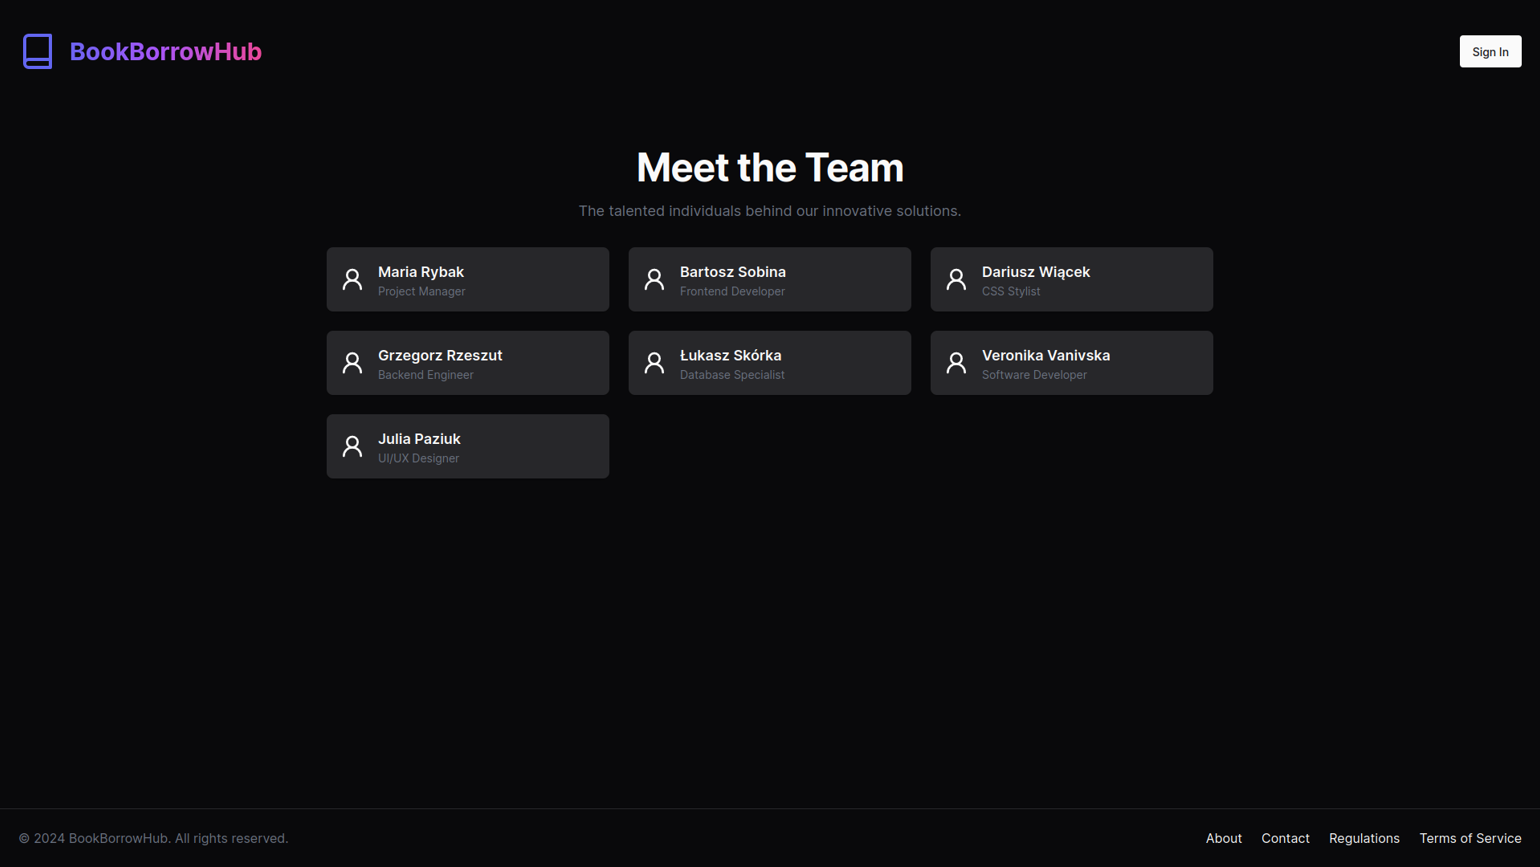 BookBorrowHub
Sign In
Meet the Team
The talented individuals behind our innovative solutions.
Maria Rybak
Project Manager
Bartosz Sobina
Frontend Developer
Dariusz Wiącek
CSS Stylist
Grzegorz Rzeszut
Backend Engineer
Łukasz Skórka
Database Specialist
Veronika Vanivska
Software Developer
Julia Paziuk
UI/UX Designer
© 2024 BookBorrowHub. All rights reserved.
About Contact Regulations Terms of Service